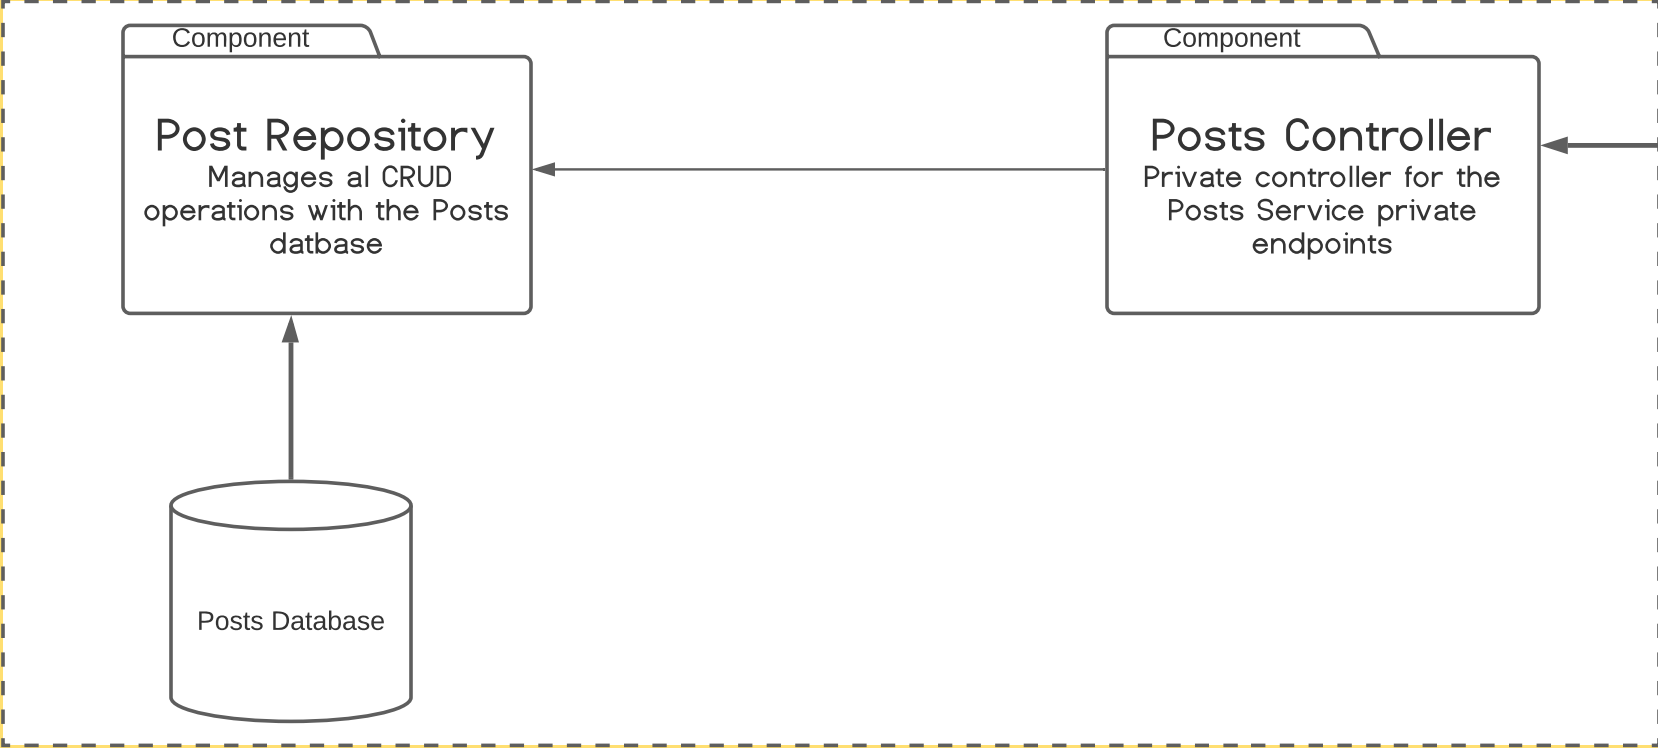 Component
Post Repository
Manages al CRUD
operations with the Posts
datbase
Component
Posts Controller
Private controller for the
Posts Service private
endpoints
Posts Database